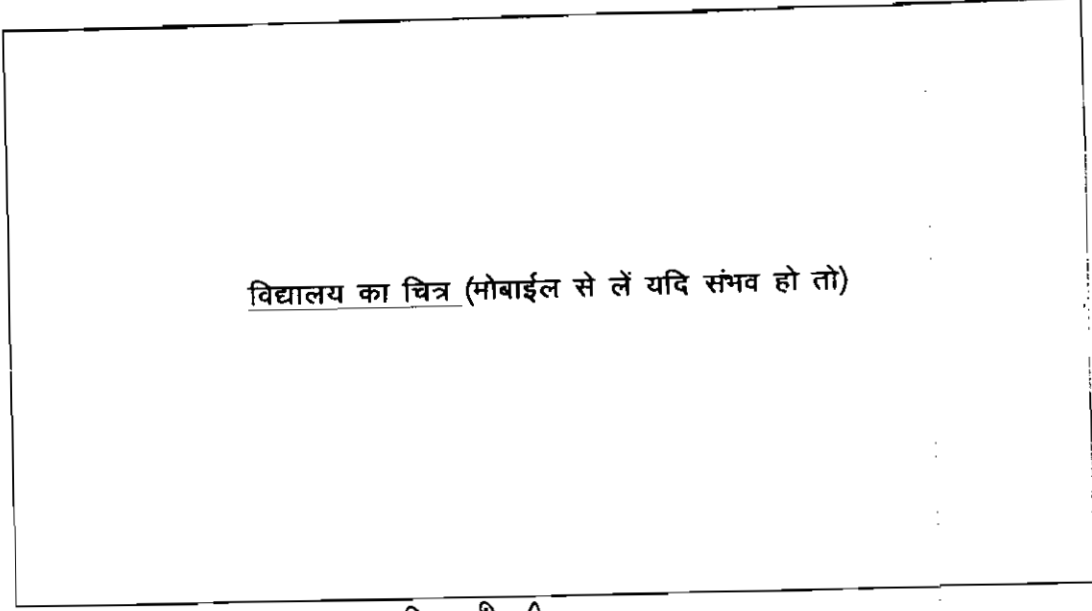 विद्यालय का चित्र (मोबाईल से लें यदि संभव हो तो)